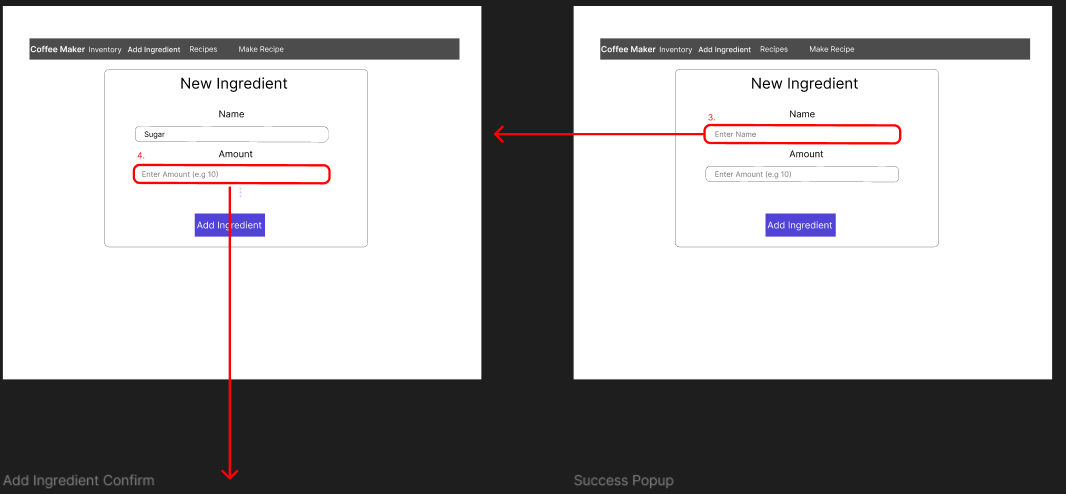 Coffee Maker Inventory Add Ingredient Recipes Make Recipe
New Ingredient
Name
Sugar
4.
Amount
Enter Amount (e.g 10)
Add Ingredient
Coffee Maker Inventory Add Ingredient Recipes Make Recipe
New Ingredient
3.
Name
Enter Name
Amount
Enter Amount (e.g 10)
Add Ingredient
Add Ingredient Confirm
Success Popup